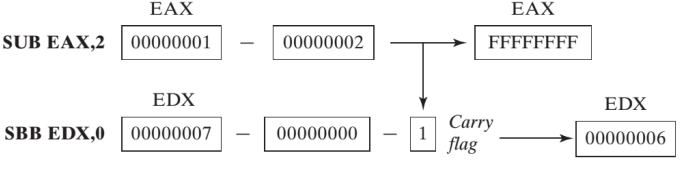 EAX EAX
SUB EAX,2 00000001 − 00000002 FFFFFFFF
EDX EDX
SBB EDX,0 00000007 − 00000000 − 1 Carry flag 00000006